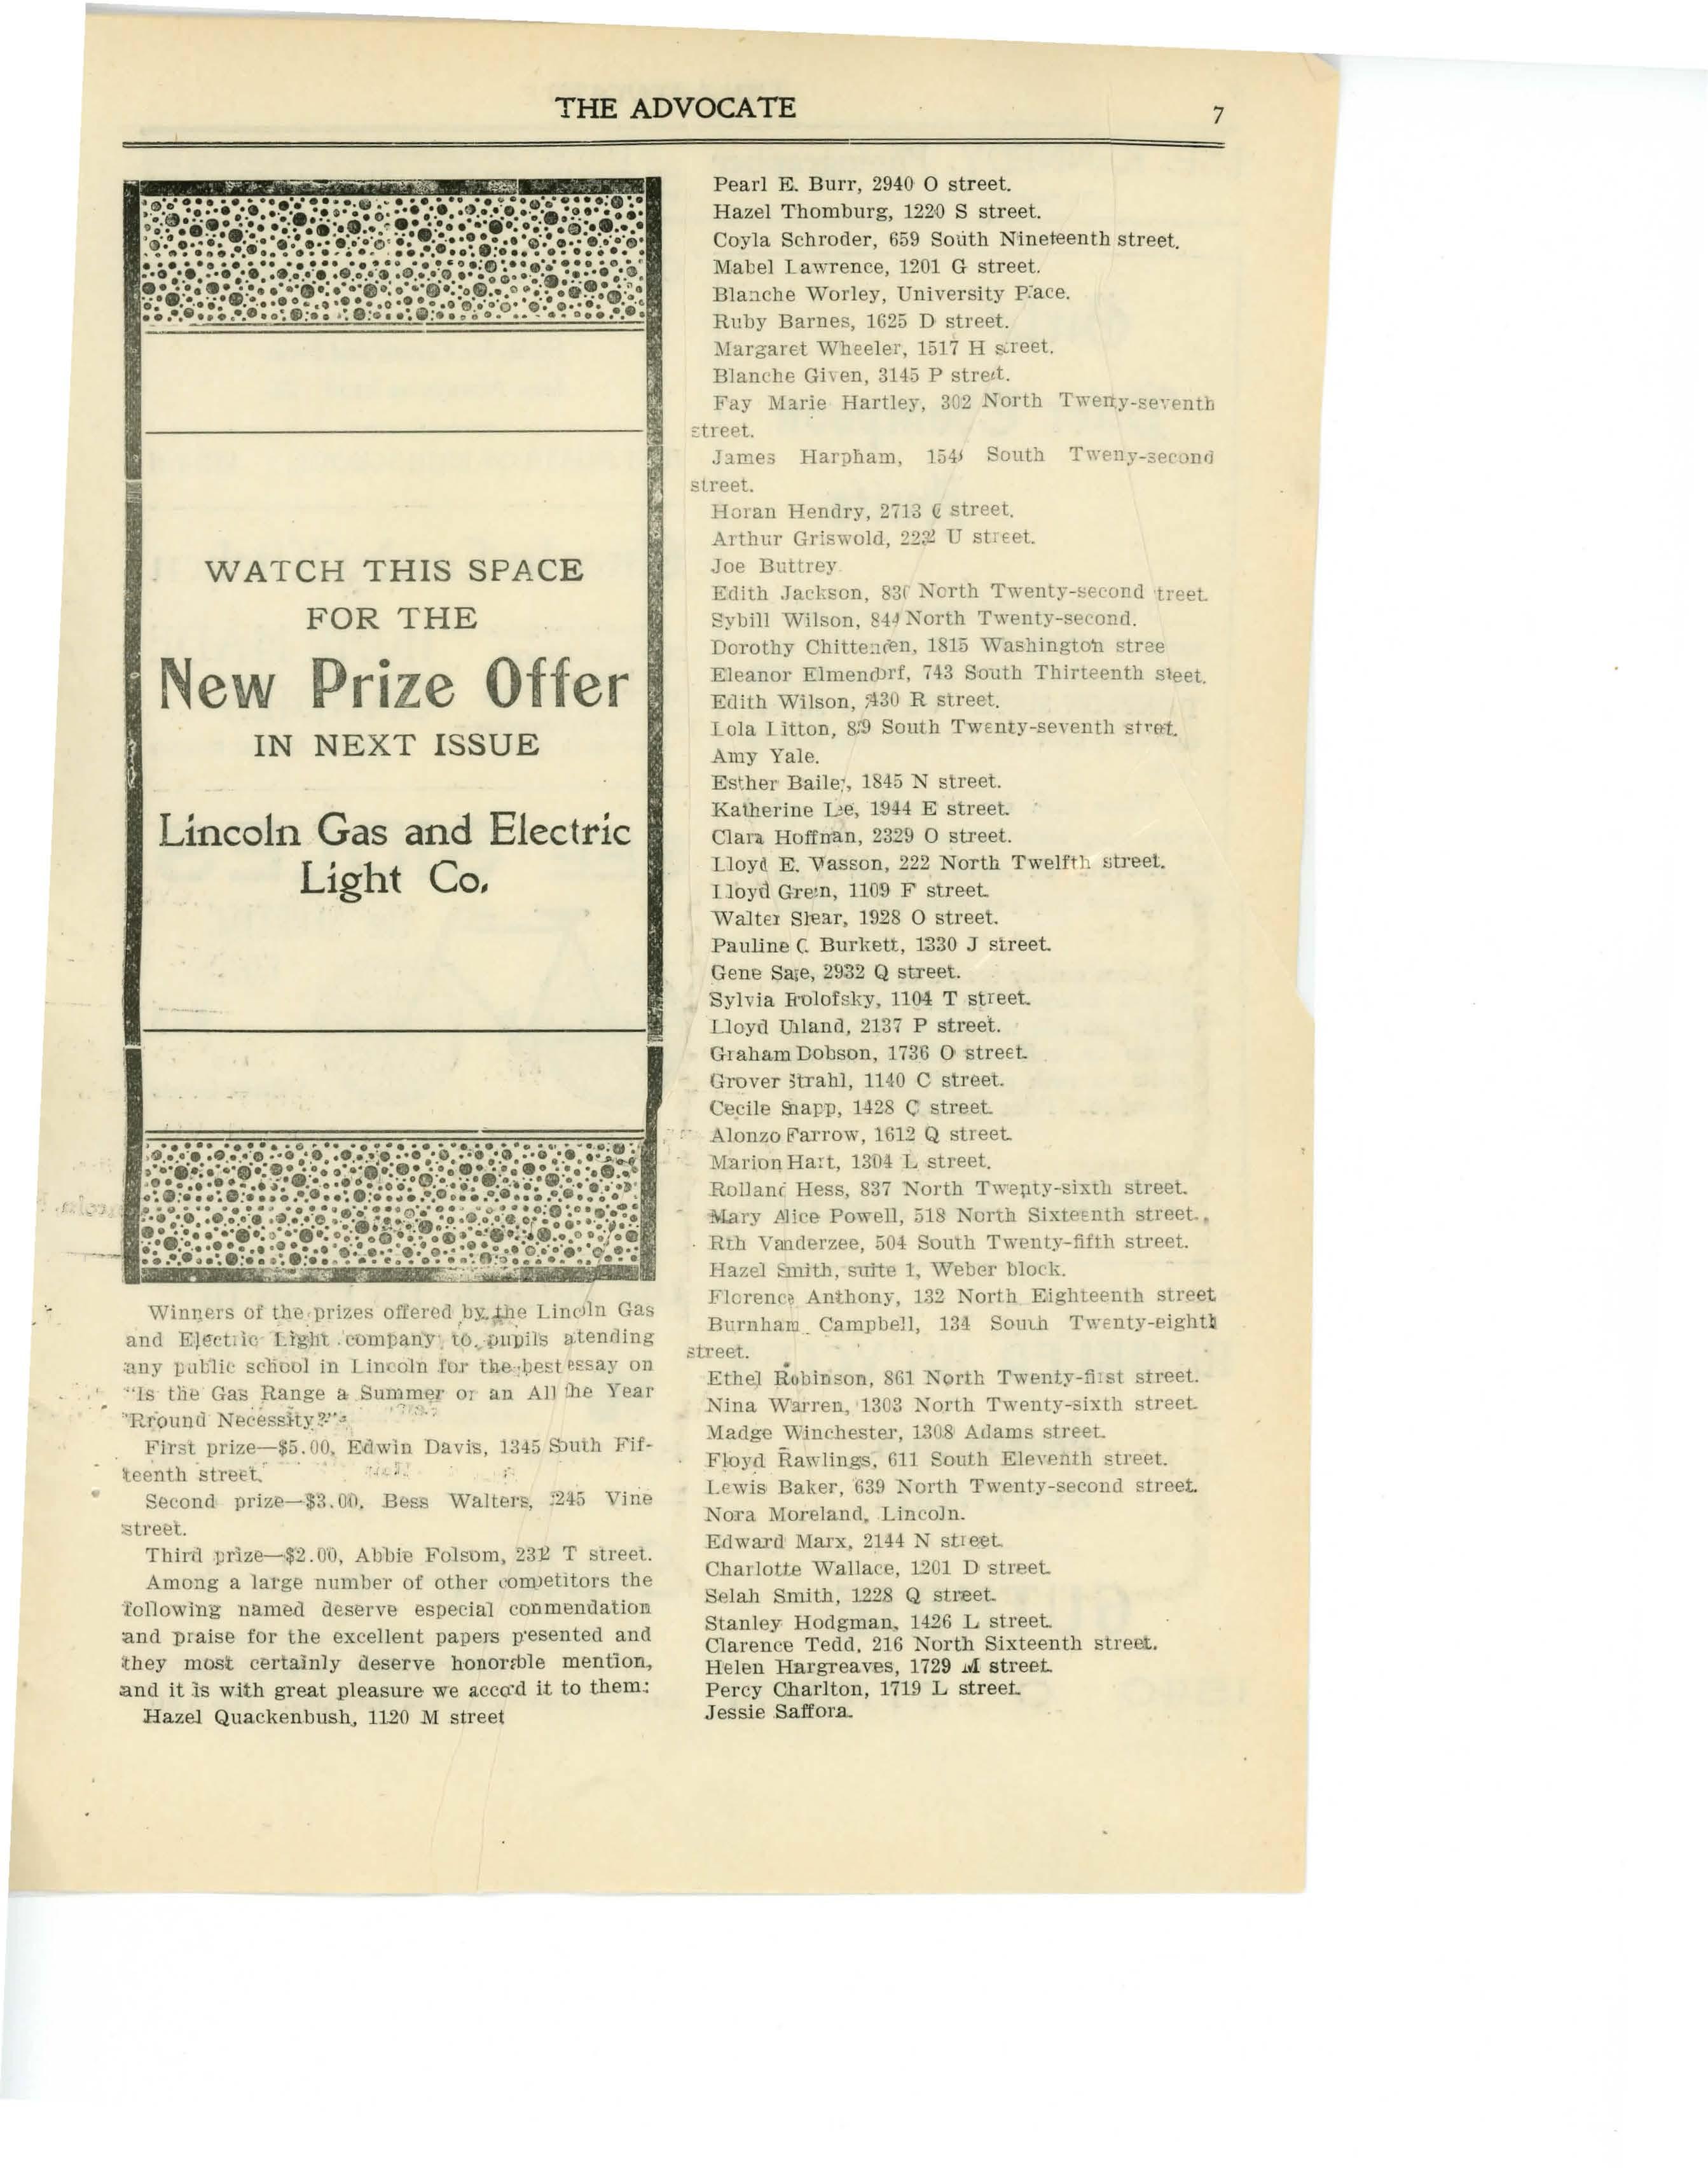 THE ADVOCATE
7
WATCH THIS SPACE
FOR THE
New Prize Offer
IN NEXT ISSUE
Lincoln Gas and Electric
Light Co.
Winners of the prizes offered by the Lincoln Gas
and Electric Light company to pupils attending
any public school in Lincoln for the best essay on
"Is the Gas Range a Summer or an All the Year
"Rround Necessity?"
First prize—$5.00, Edwin Davis, 1345 South Fif-
teenth street.
Second prize—$3.00, Bess Walters, Vine
street.
Third prize—$2.00, Abbie Folsom, T street.
Among a large number of other competitors the
following named deserve especial conmendation
and praise for the excellent papers presented and
they most certainly deserve honorable mention,
and it is with great pleasure we accord it to them:
Hazel Quackenbush, 1120 M street
Pearl E. Burr, 2940 O street.
Hazel Thomburg, 1220 S street.
Coyla Schroder, 659 South Nineteenth street.
Mabel Lawrence, 1201 G street.
Blanche Worley, University Place.
Ruby Barnes, 1625 D street.
Margaret Wheeler, 1517 H street.
Blanche Given, 3145 P street.
Fay Marie Hartley, 302 North Twenty-seventh
street.
James Harpham, South Tweny-second
street.
Horan Hendry, 2713 C street.
Arthur Griswold, U street.
Joe Buttrey
Edith Jackson, North Twenty-second treet.
Sybill Wilson, 844 North Twenty-second.
Dorothy Chittenden, 1815 Washington stree
Eleanor Elmendorf, 743 South Thirteenth steet.
Edith Wilson, R street.
Lola Litton, South Twenty-seventh stret.
Amy Yale.
Esther Bailey, 1845 N street.
Katherine Lee, 1944 E street.
Clara Hoffman, 2329 O street.
Lloyd E. Wasson, 222 North Twelfth street.
Lloyd Green, 1109 F street.
Walter Shear, 1928 O street.
Pauline C. Burkett, 1330 J street.
Gene 2932 Q street.
Sylvia Polofsky, 1104 T street.
Lloyd Uhland, 2137 P street.
Graham Dobson, 1736 O street.
Grover Strahl, 1140 C street.
Cecile Snapp, 1428 C street.
Alonzo Farrow, 1612 Q street.
Marion Hart, 1304 L street.
Rolland Hess, 837 North Twenty-sixth street.
Mary Alice Powell, 518 North Sixteenth street.
Rth Vanderzee, 504 South Twenty-fifth street.
Hazel Smith, suite 1, Weber block.
Florence Anthony, 132 North Eighteenth street
Burnham Campbell, 134 South Twenty-eighth
street.
Ethel Robinson, 861 North Twenty-first street.
Nina Warren, 1303 North Twenty-sixth street.
Madge Winchester, 1308 Adams street.
Floyd Rawlings, 611 South Eleventh street.
Lewis Baker, 639 North Twenty-second street.
Nora Moreland, Lincoln.
Edward Marx, 2144 N street.
Charlotte Wallace, 1201 D street.
Selah Smith, 1228 Q street.
Stanley Hodgman, 1426 L street.
Clarence Tedd, 216 North Sixteenth street.
Helen Hargreaves, 1729 M street.
Percy Charlton, 1719 L street.
Jessie Saffora.